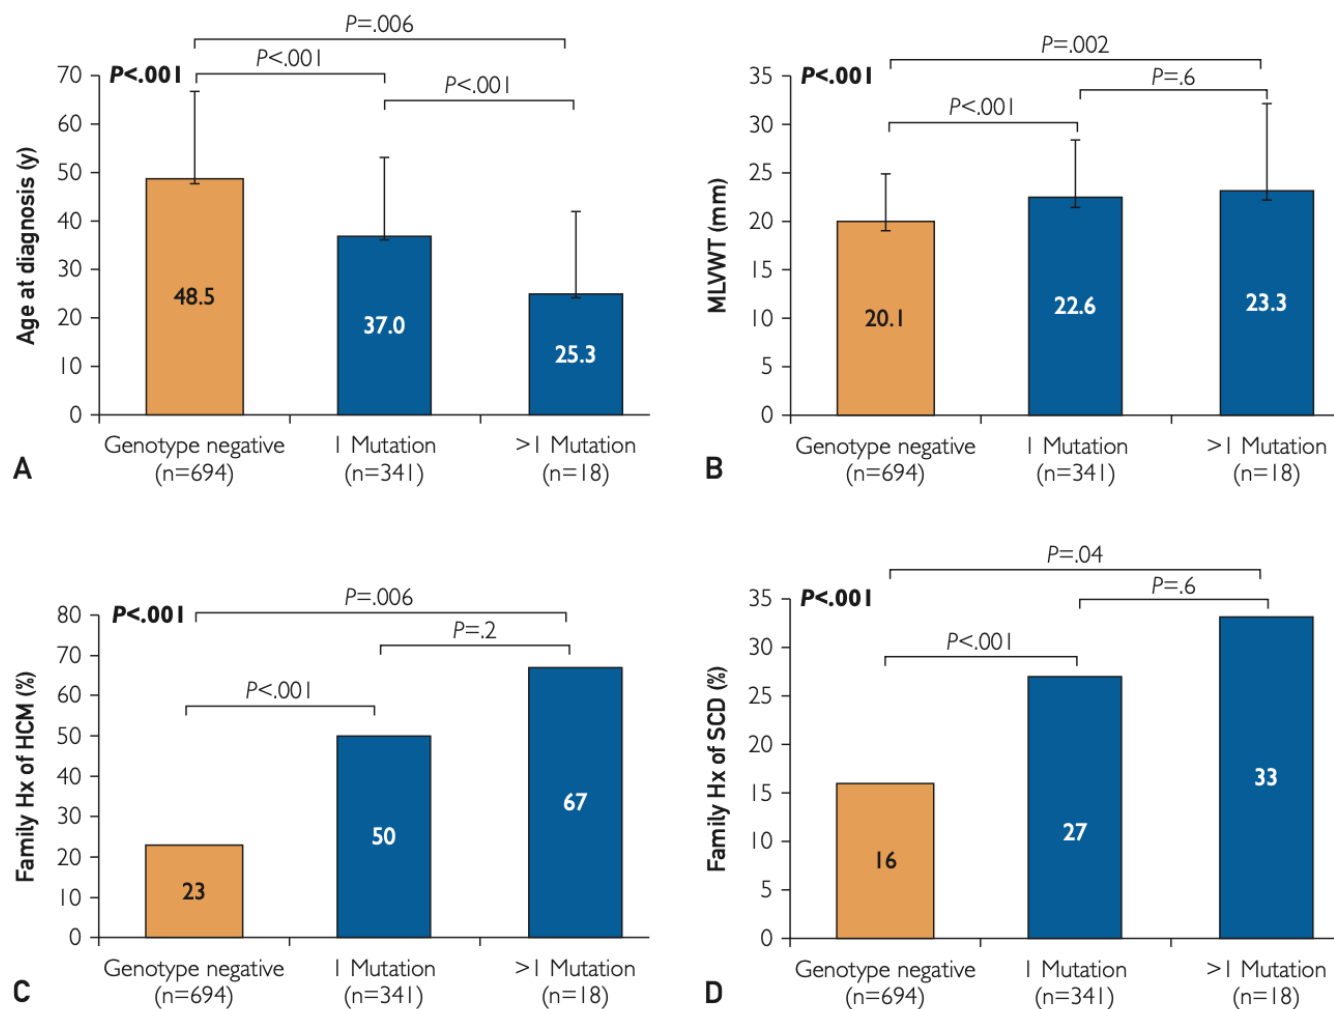 P=.006
P<.001
P<.001
P<.001
Age at diagnosis (y)
70
60
50
40
30
20
10
0
48.5
37.0
25.3
Genotype negative
(n=694)
1 Mutation
(n=341)
>1 Mutation
(n=18)
A
P=.002
P<.001
P=.6
P<.001
MLVWT (mm)
35
30
25
20
15
10
5
0
20.1
22.6
23.3
Genotype negative
(n=694)
1 Mutation
(n=341)
>1 Mutation
(n=18)
B
P<.001
P=.006
P=.2
P<.001
Family Hx of HCM (%)
80
70
60
50
40
30
20
10
0
23
50
67
Genotype negative
(n=694)
1 Mutation
(n=341)
>1 Mutation
(n=18)
C
P=.04
P=.6
P<.001
P<.001
Family Hx of SCD (%)
35
30
25
20
15
10
5
0
16
27
33
Genotype negative
(n=694)
1 Mutation
(n=341)
>1 Mutation
(n=18)
D